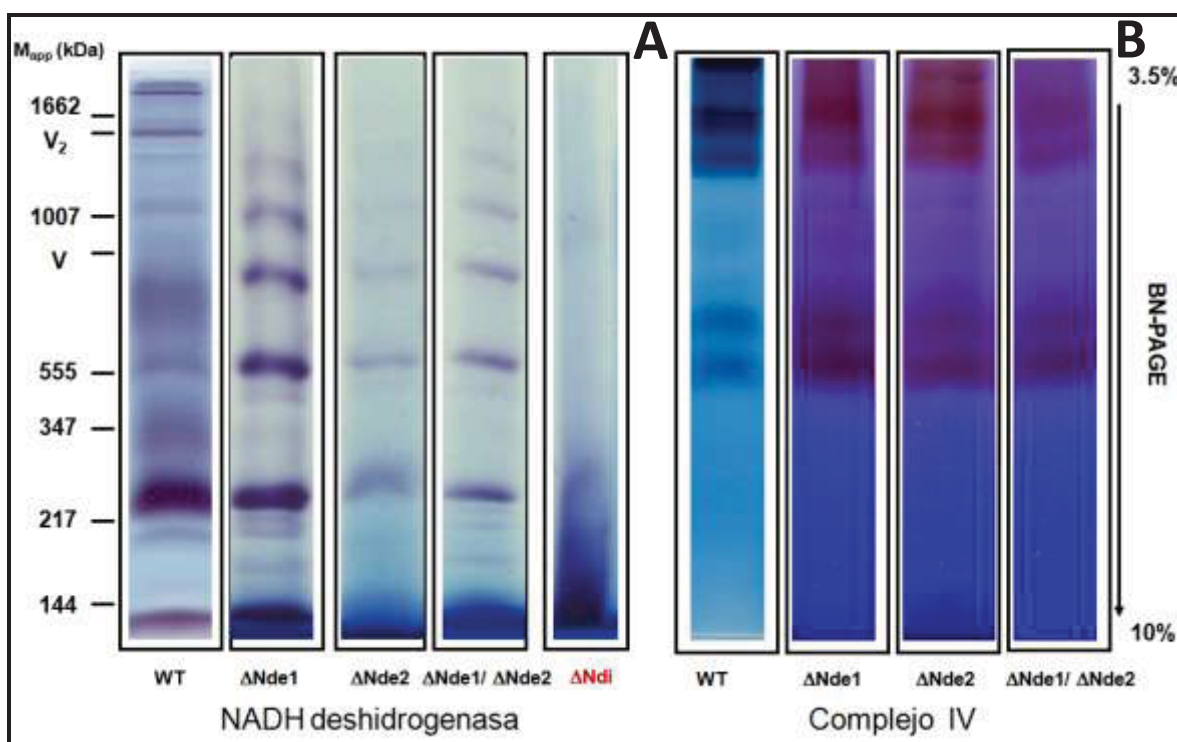 A
B
M_app (kDa)
1662
V₂
1007
V
555
347
217
144
3.5%
BN-PAGE
10%
WT ΔNde1 ΔNde2 ΔNde1/ ΔNde2 ΔNdi
WT ΔNde1 ΔNde2 ΔNde1/ ΔNde2
NADH deshidrogenasa
Complejo IV